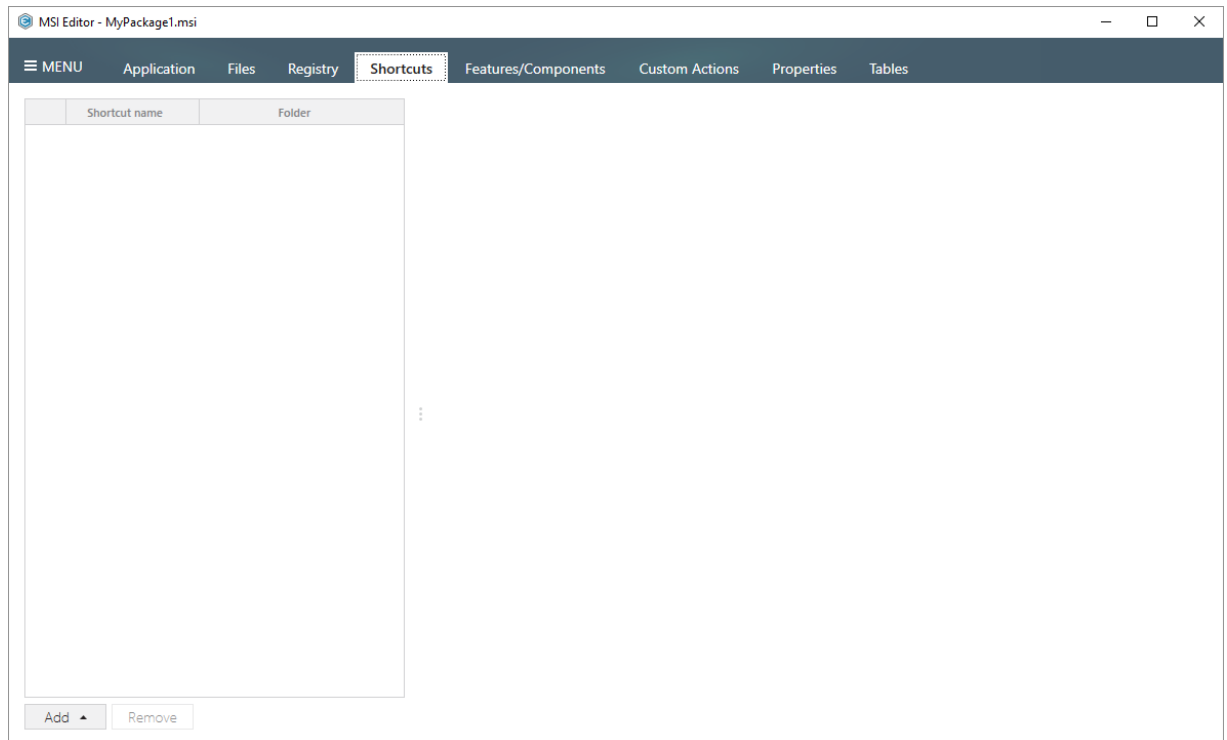 MSI Editor - MyPackage1.msi
MENU Application Files Registry Shortcuts Features/Components Custom Actions Properties Tables
Shortcut name Folder
Add Remove